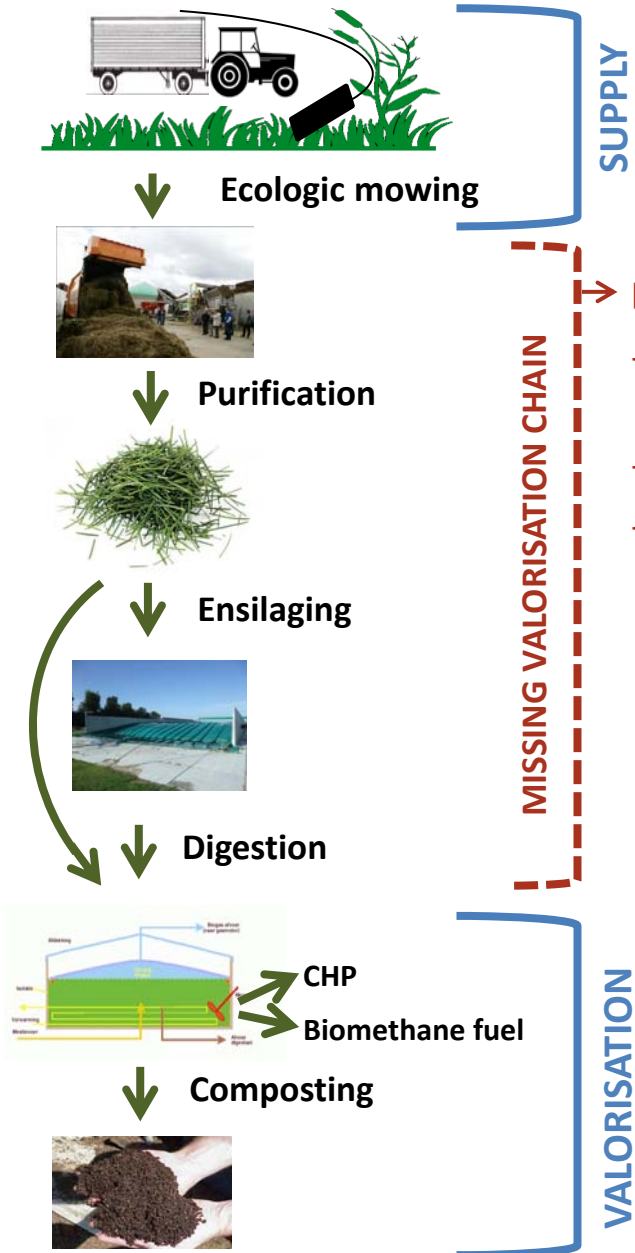 SUPPLY
Ecologic mowing
Purification
MISSING VALORISATION CHAIN
Ensilaging
Digestion
CHP
Biomethane fuel
Composting
VALORISATION